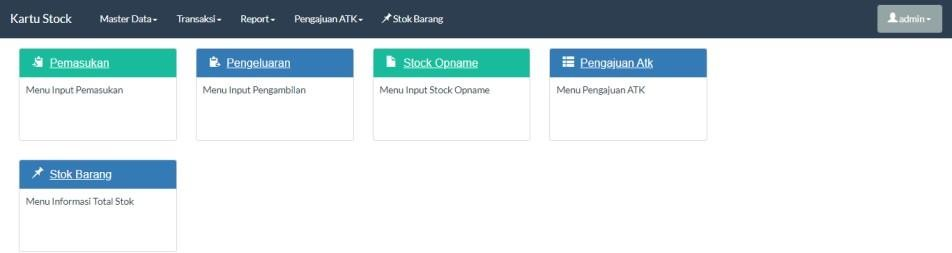 Kartu Stock Master Data Transaksi Report Pengajuan ATK Stok Barang admin
Pemasukan Pengeluaran Stock Opname Pengajuan Atk
Menu Input Pemasukan Menu Input Pengambilan Menu Input Stock Opname Menu Pengajuan ATK
Stok Barang
Menu Informasi Total Stok